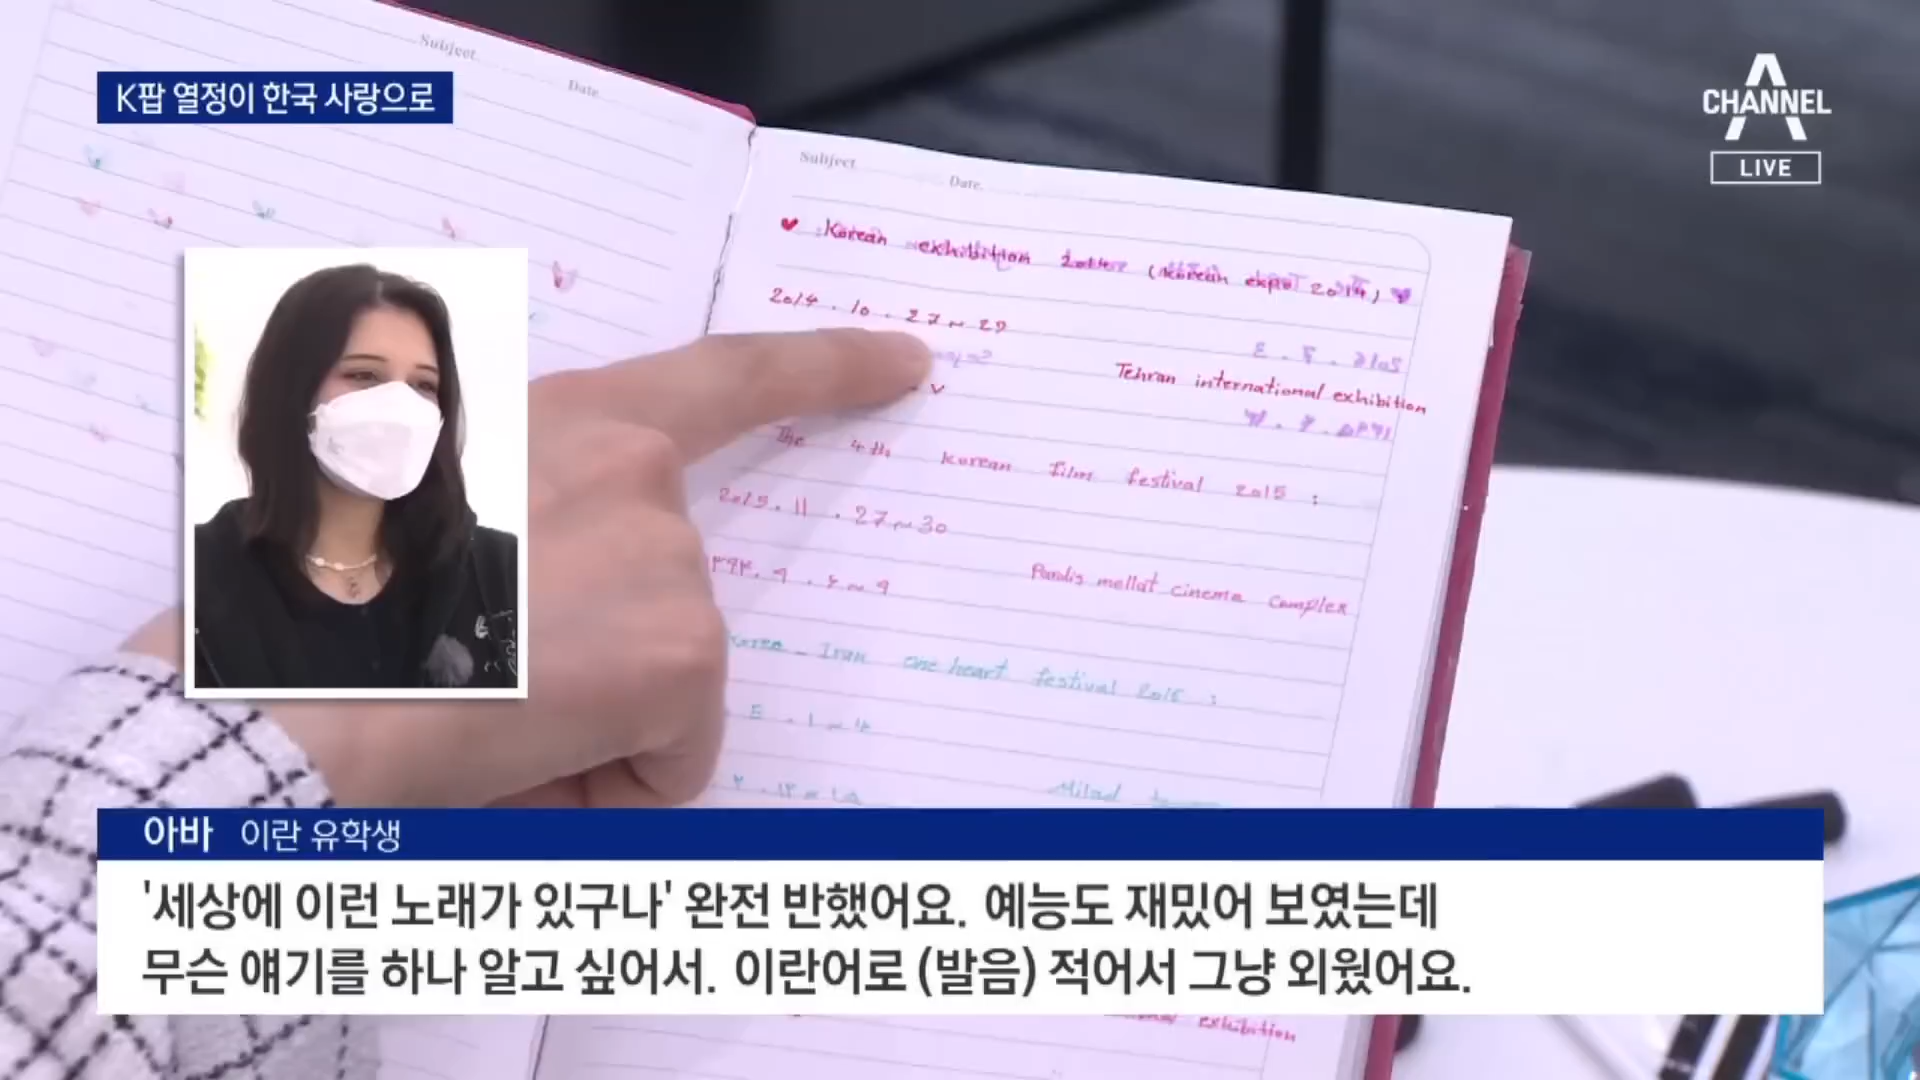 K팝 열정이 한국 사랑으로
CHANNEL A
LIVE
Subject
Date
Subject
Date
Korean exhibition (Korean expo 2014)
2014 . 10 . 27 ~ 29
Tehran international exhibition
The 4th korean film festival 2015 :
2015 . 11 . 27 ~ 30
mellat cinema complex
Iran one heart festival
Milad
아바 이란 유학생
'세상에 이런 노래가 있구나' 완전 반했어요. 예능도 재밌어 보였는데
무슨 얘기를 하나 알고 싶어서. 이란어로 (발음) 적어서 그냥 외웠어요.
exhibition